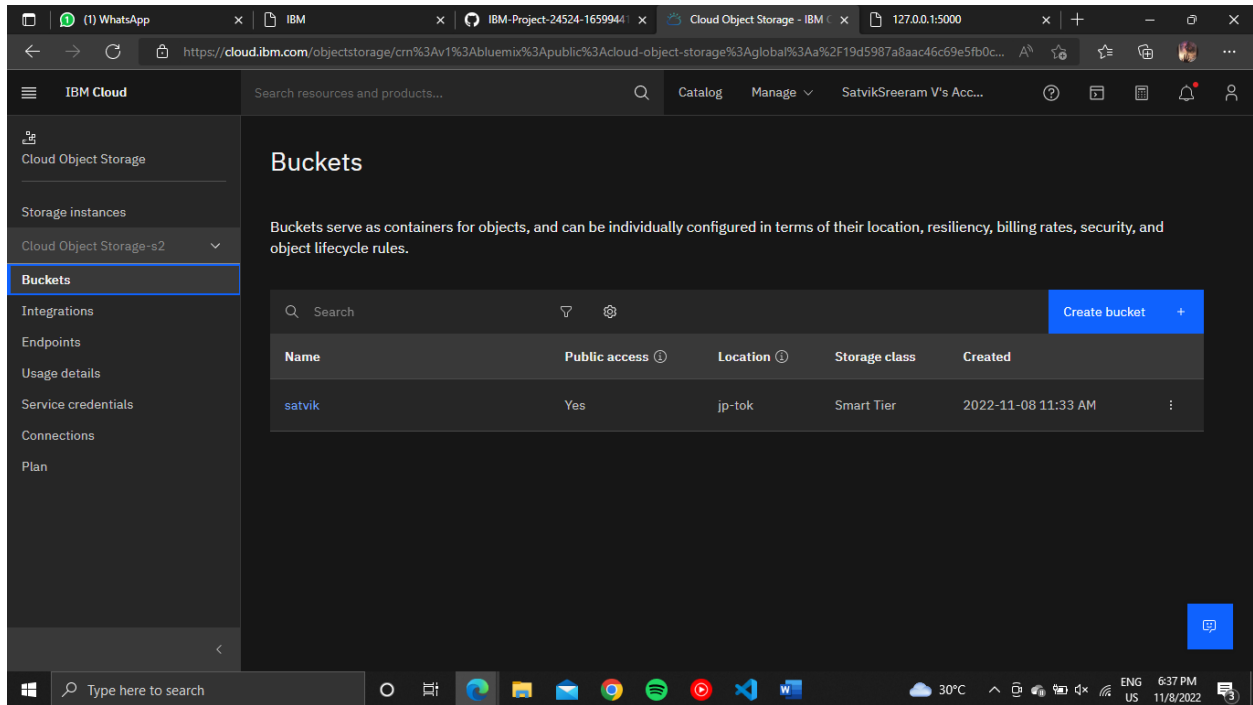 (1) WhatsApp
IBM
IBM-Project-24524-16599441
Cloud Object Storage - IBM C
127.0.0.1:5000
https://cloud.ibm.com/objectstorage/crn%3Av1%3Abluemix%3Apublic%3Acloud-object-storage%3Aglobal%3Aa%2F19d5987a8aac46c69e5fb0c...
IBM Cloud
Search resources and products...
Catalog
Manage
SatvikSreeram V's Acc...
Cloud Object Storage
Storage instances
Cloud Object Storage-s2
Buckets
Integrations
Endpoints
Usage details
Service credentials
Connections
Plan
Buckets
Buckets serve as containers for objects, and can be individually configured in terms of their location, resiliency, billing rates, security, and
object lifecycle rules.
Search
Create bucket +
Name Public access Location Storage class Created
satvik Yes jp-tok Smart Tier 2022-11-08 11:33 AM
Type here to search
30°C
ENG
US
6:37 PM
11/8/2022
3